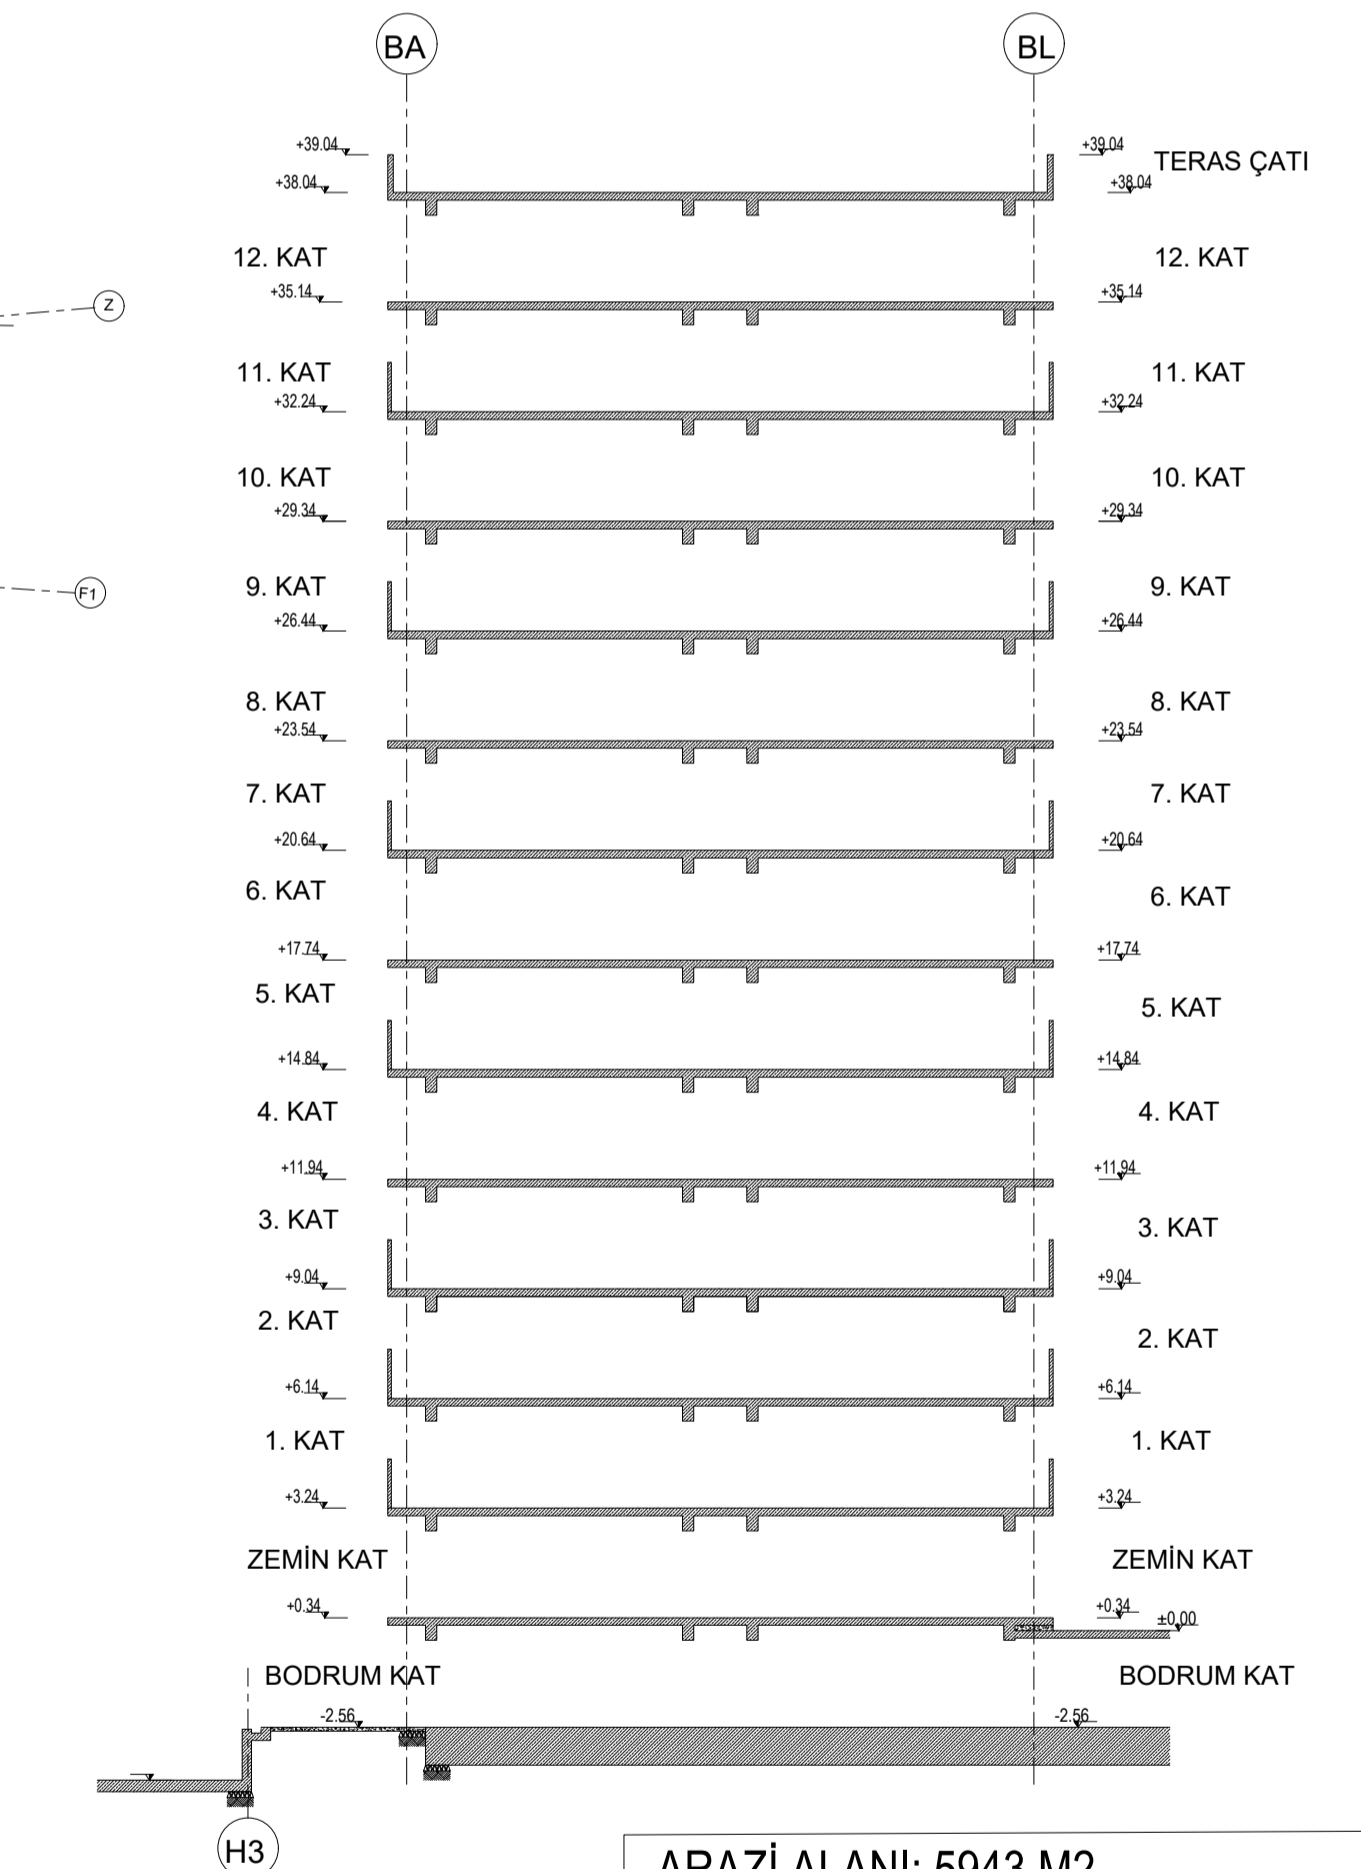 BA BL
+39.04 +39.04 TERAS ÇATI
+38.04 +38.04
12. KAT 12. KAT
+35.14 +35.14
Z
11. KAT 11. KAT
+32.24 +32.24
10. KAT 10. KAT
+29.34 +29.34
9. KAT 9. KAT
F1
+26.44 +26.44
8. KAT 8. KAT
+23.54 +23.54
7. KAT 7. KAT
+20.64 +20.64
6. KAT 6. KAT
+17.74 +17.74
5. KAT 5. KAT
+14.84 +14.84
4. KAT 4. KAT
+11.94 +11.94
3. KAT 3. KAT
+9.04 +9.04
2. KAT 2. KAT
+6.14 +6.14
1. KAT 1. KAT
+3.24 +3.24
ZEMİN KAT ZEMİN KAT
+0.34 +0.34 ±0.00
BODRUM KAT BODRUM KAT
-2.56 -2.56
H3
ARAZİ ALANI: 5943 M2